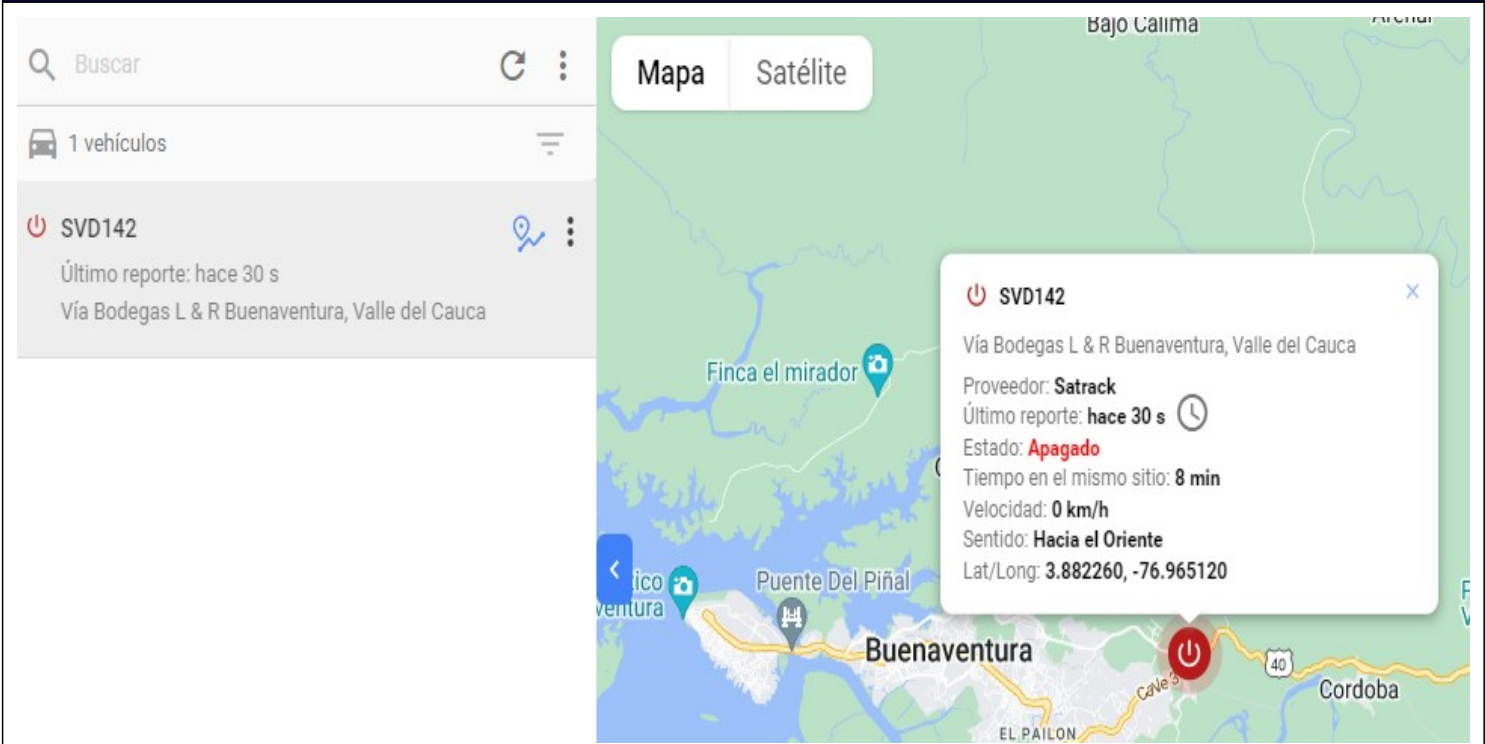 Buscar
1 vehículos
SVD142
Último reporte: hace 30 s
Vía Bodegas L & R Buenaventura, Valle del Cauca
Mapa
Satélite
Bajo Calima
Finca el mirador
SVD142
Vía Bodegas L & R Buenaventura, Valle del Cauca
Proveedor: Satrack
Último reporte: hace 30 s
Estado: Apagado
Tiempo en el mismo sitio: 8 min
Velocidad: 0 km/h
Sentido: Hacia el Oriente
Lat/Long: 3.882260, -76.965120
Puente Del Piñal
Buenaventura
40
Cordoba
EL PAILON